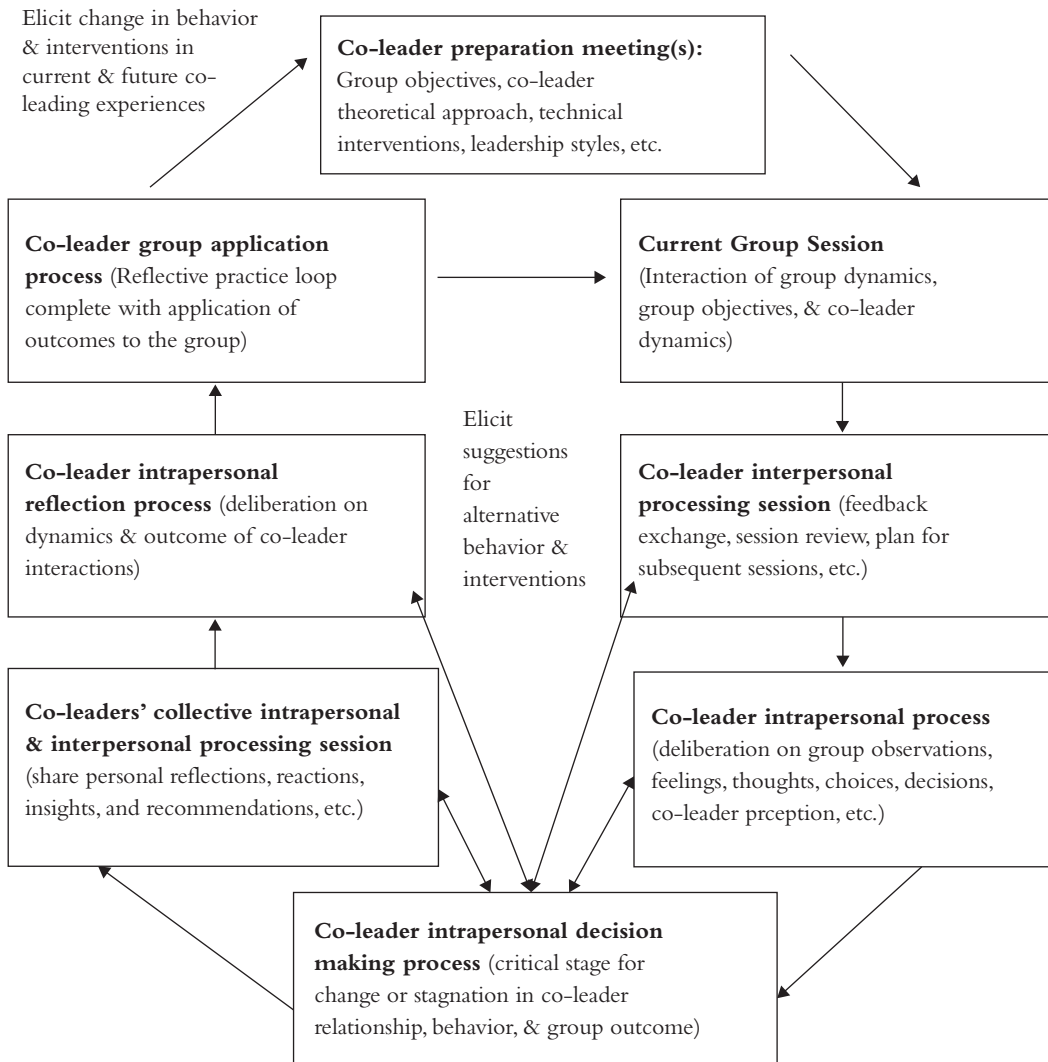 Elicit change in behavior
& interventions in
current & future co-
leading experiences
Co-leader preparation meeting(s):
Group objectives, co-leader
theoretical approach, technical
interventions, leadership styles, etc.
Co-leader group application
process (Reflective practice loop
complete with application of
outcomes to the group)
Current Group Session
(Interaction of group dynamics,
group objectives, & co-leader
dynamics)
Co-leader intrapersonal
reflection process (deliberation on
dynamics & outcome of co-leader
interactions)
Elicit
suggestions
for
alternative
behavior &
interventions
Co-leader interpersonal
processing session (feedback
exchange, session review, plan for
subsequent sessions, etc.)
Co-leaders’ collective intrapersonal
& interpersonal processing session
(share personal reflections, reactions,
insights, and recommendations, etc.)
Co-leader intrapersonal process
(deliberation on group observations,
feelings, thoughts, choices, decisions,
co-leader prception, etc.)
Co-leader intrapersonal decision
making process (critical stage for
change or stagnation in co-leader
relationship, behavior, & group outcome)